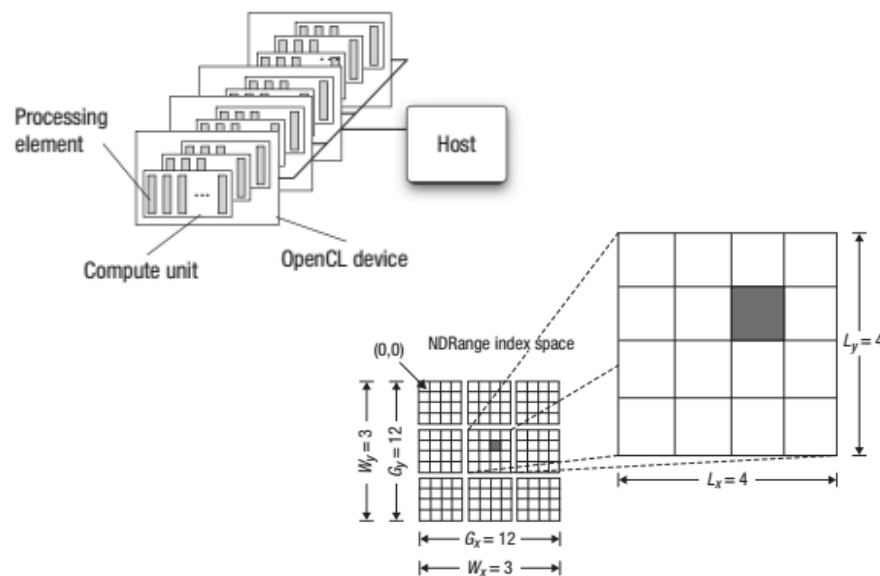 Processing
element
Host
Compute unit
OpenCL device
(0,0)
NDRange index space
Ly = 4
Wy = 3
Gy = 12
Lx = 4
Gx = 12
Wx = 3